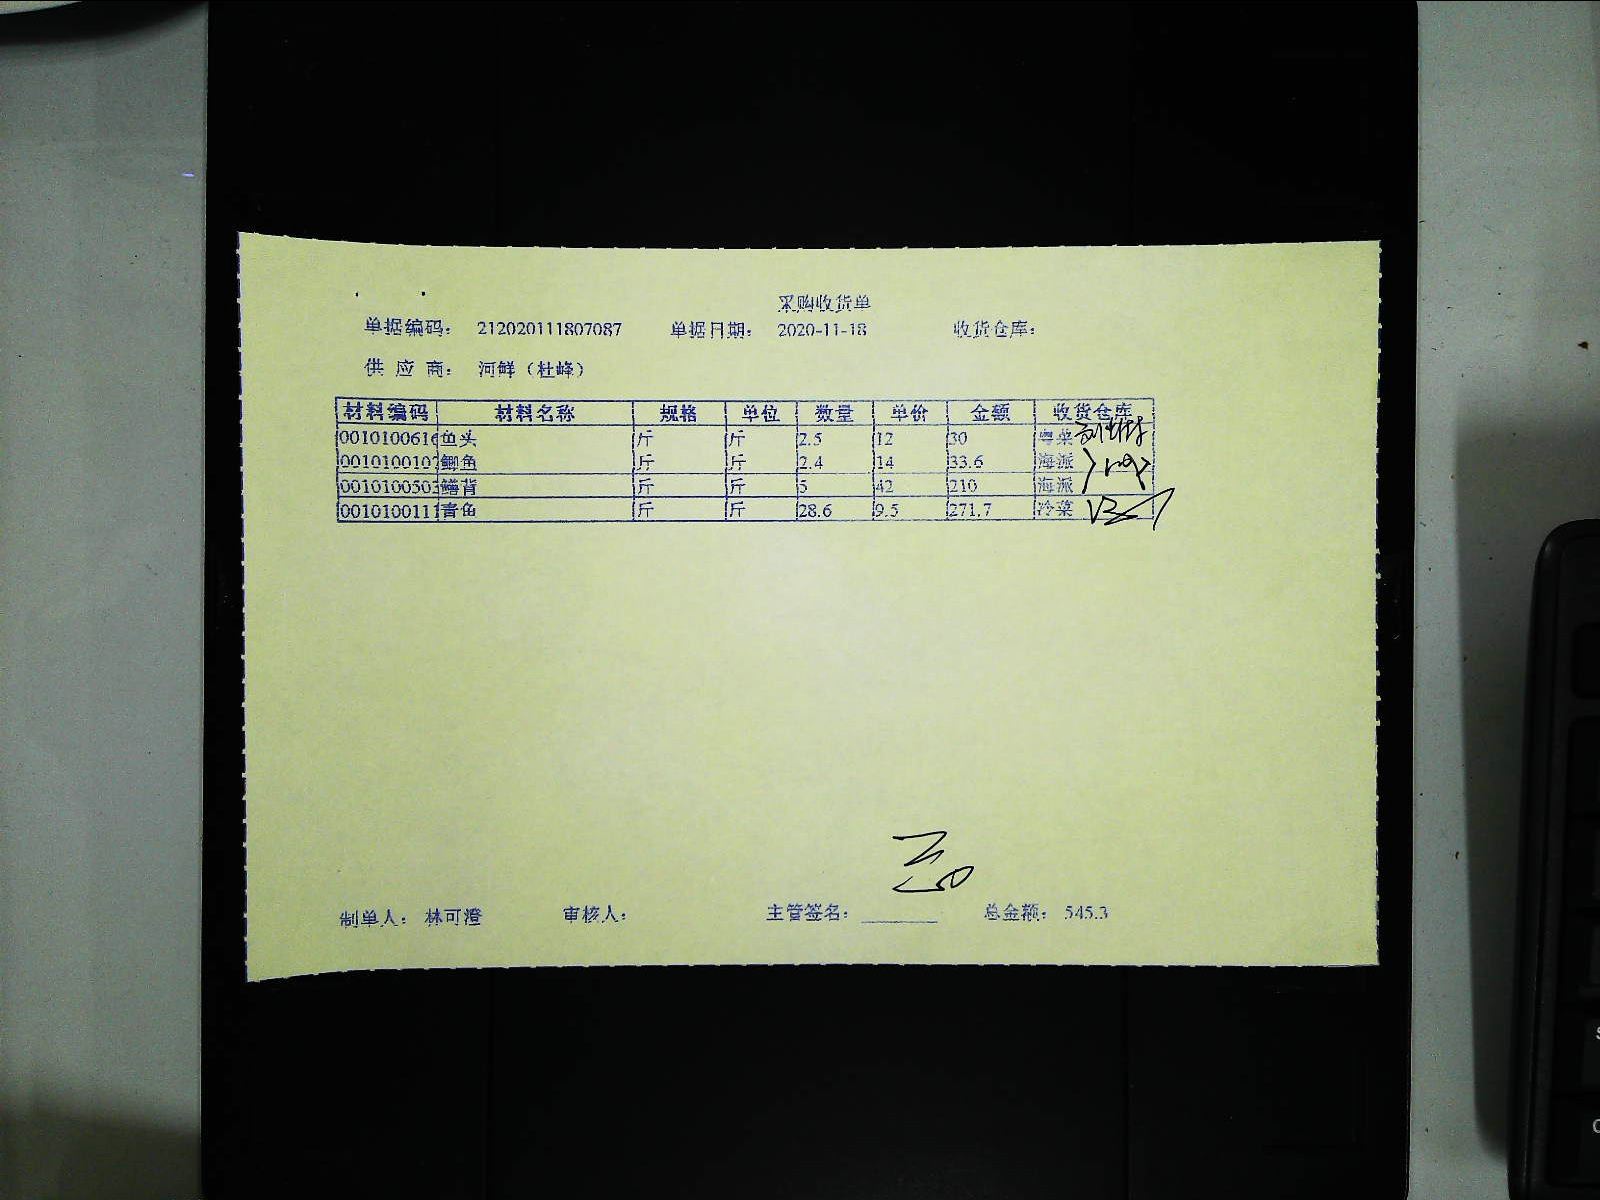 采购收货单
单据编码： 212020111807087 单据日期： 2020-11-18 收货仓库：
供 应 商： 河鲜（杜峰）
材料编码 材料名称 规格 单位 数量 单价 金额 收货仓库
0010100616 鱼头 斤 斤 2.5 12 30 粤菜
001010010 鲫鱼 斤 斤 2.4 14 33.6 海派
001010050 鳝背 斤 斤 5 42 210 海派
001010011 青鱼 斤 斤 28.6 9.5 271.7 冷菜
制单人： 林可澄 审核人： 主管签名： 总金额： 545.3